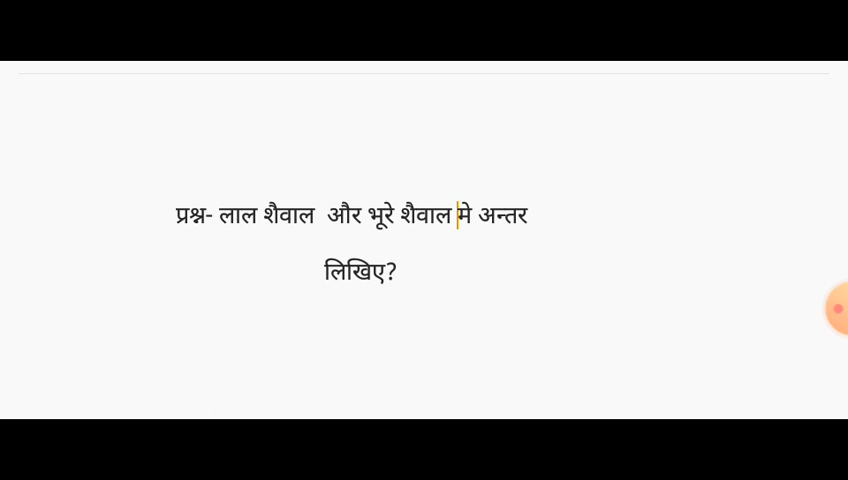 प्रश्न- लाल शैवाल  और भूरे शैवाल मे अन्तर
लिखिए?